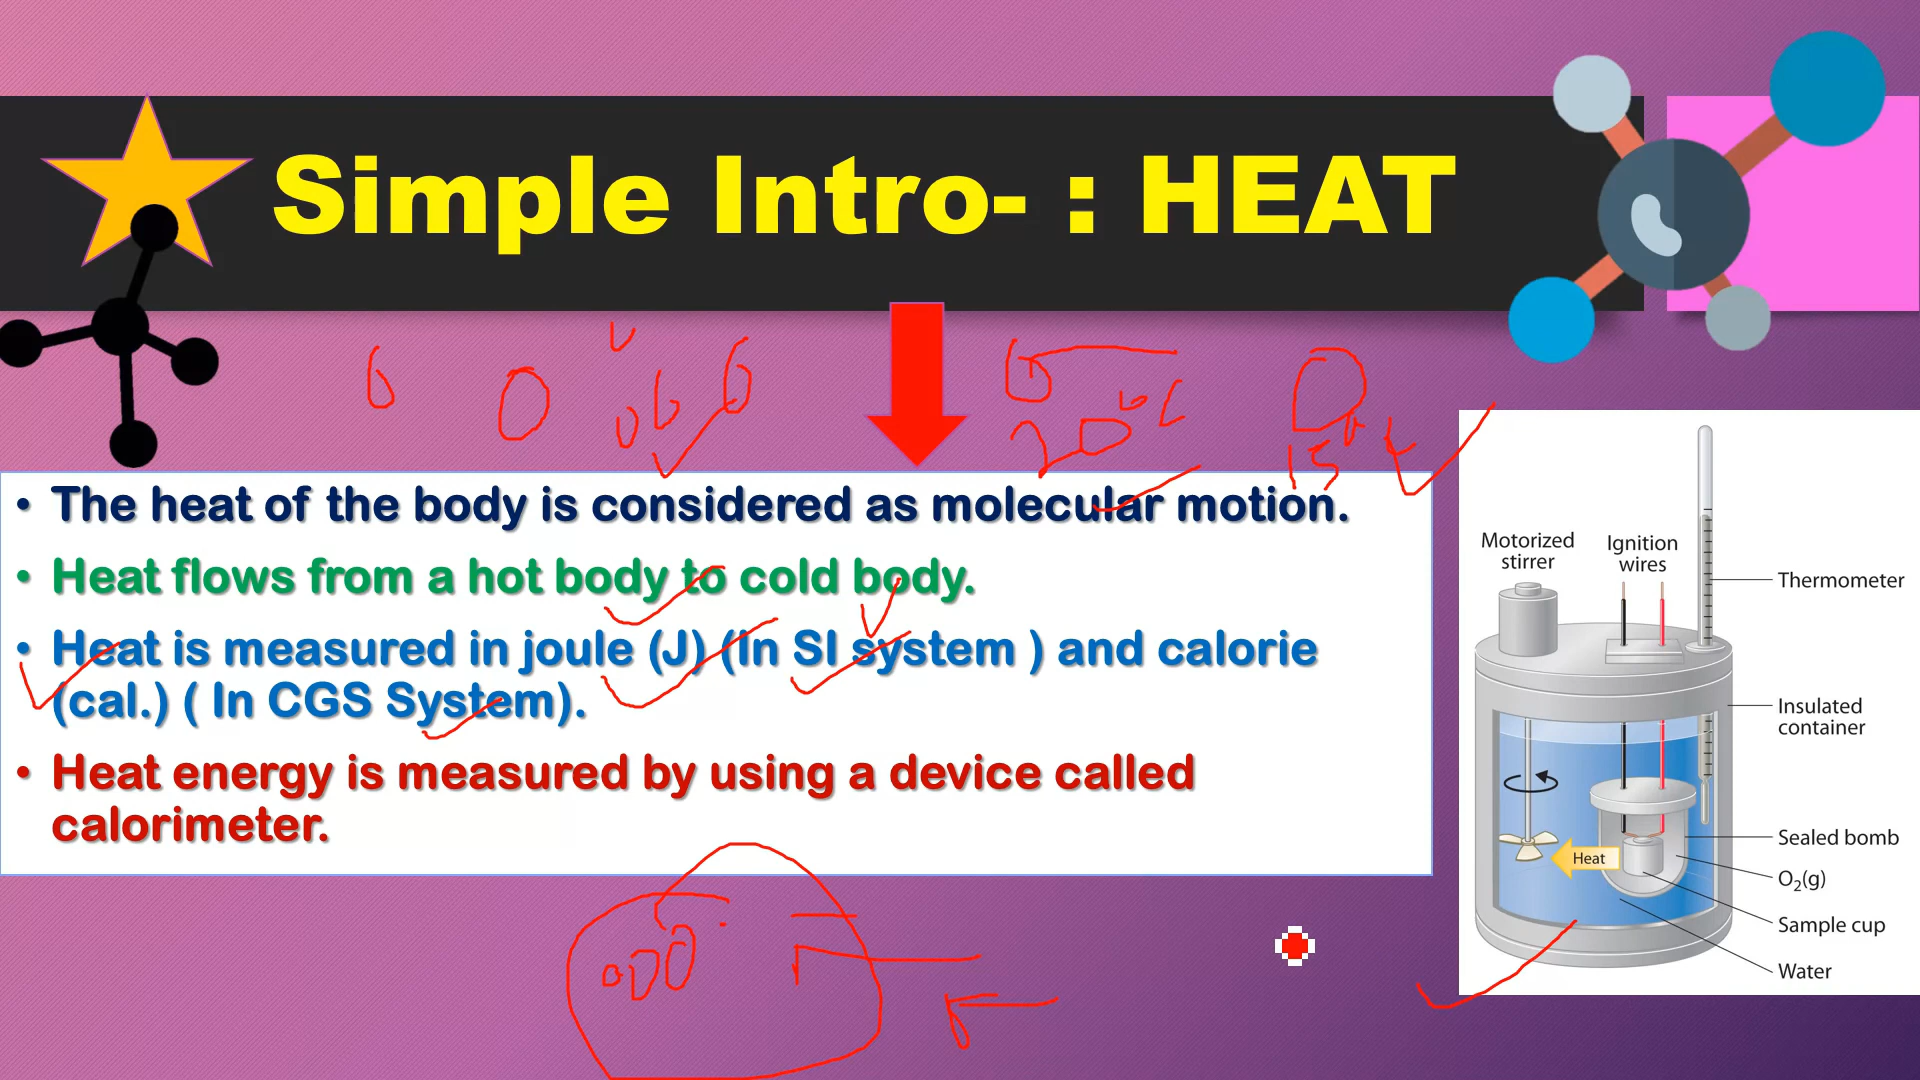 Simple Intro- : HEAT
20°C
15°C
• The heat of the body is considered as molecular motion.
• Heat flows from a hot body to cold body.
• Heat is measured in joule (J) (In SI system ) and calorie
(cal.) ( In CGS System).
• Heat energy is measured by using a device called
calorimeter.
Motorized
stirrer
Ignition
wires
Thermometer
Insulated
container
Sealed bomb
Heat
O₂(g)
Sample cup
Water